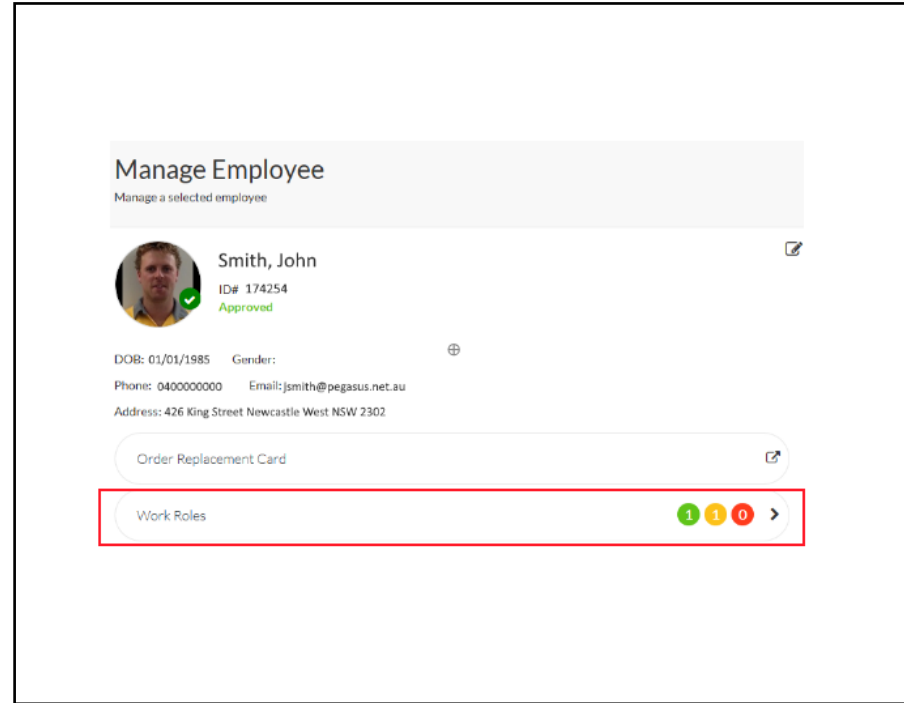 Manage Employee
Manage a selected employee
Smith, John
ID# 174254
Approved
DOB: 01/01/1985 Gender:
Phone: 0400000000 Email: jsmith@pegasus.net.au
Address: 426 King Street Newcastle West NSW 2302
Order Replacement Card
Work Roles 1 1 0